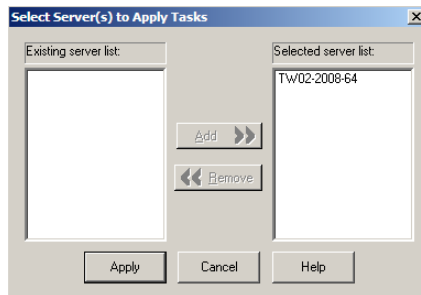 Select Server(s) to Apply Tasks
Existing server list:
Selected server list:
TW02-2008-64
Add
Remove
Apply
Cancel
Help